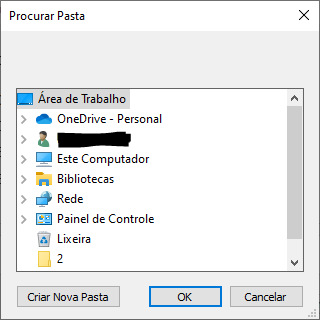 Procurar Pasta
Área de Trabalho
OneDrive - Personal
Este Computador
Bibliotecas
Rede
Painel de Controle
Lixeira
2
Criar Nova Pasta
OK
Cancelar